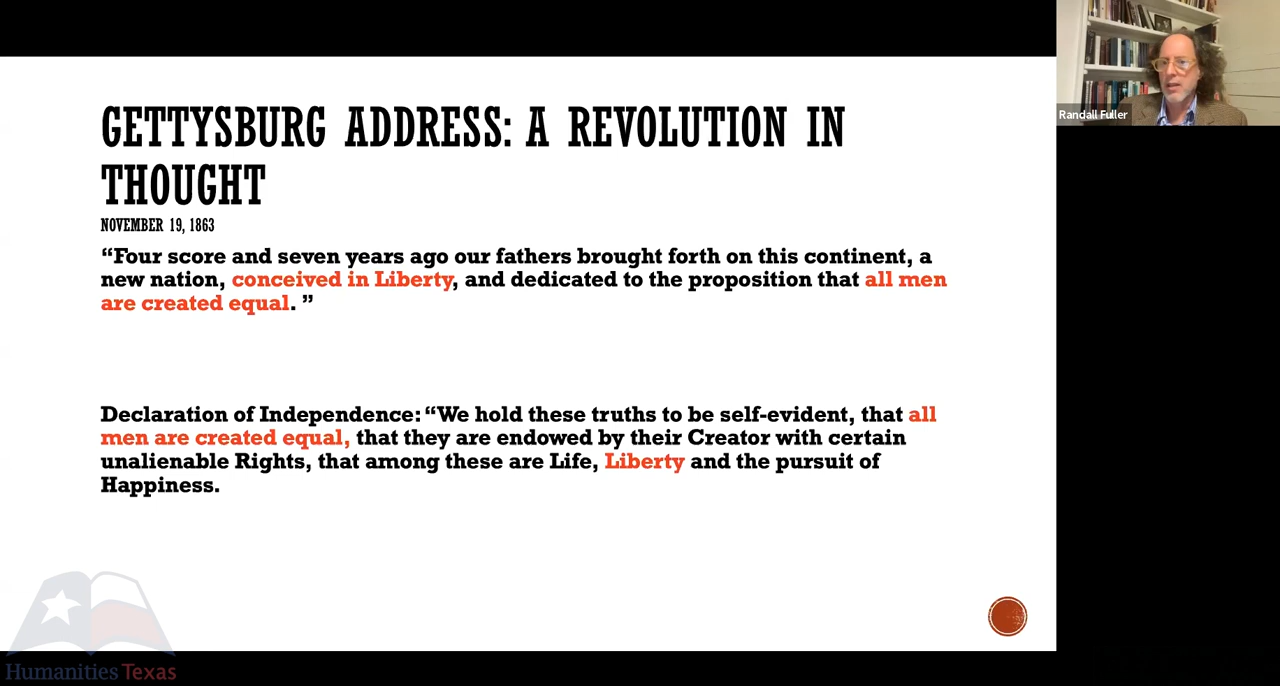 GETTYSBURG ADDRESS: A REVOLUTION IN
THOUGHT
NOVEMBER 19, 1863
“Four score and seven years ago our fathers brought forth on this continent, a
new nation, conceived in Liberty, and dedicated to the proposition that all men
are created equal. ”
Declaration of Independence: “We hold these truths to be self-evident, that all
men are created equal, that they are endowed by their Creator with certain
unalienable Rights, that among these are Life, Liberty and the pursuit of
Happiness.
Randall Fuller
Humanities Texas